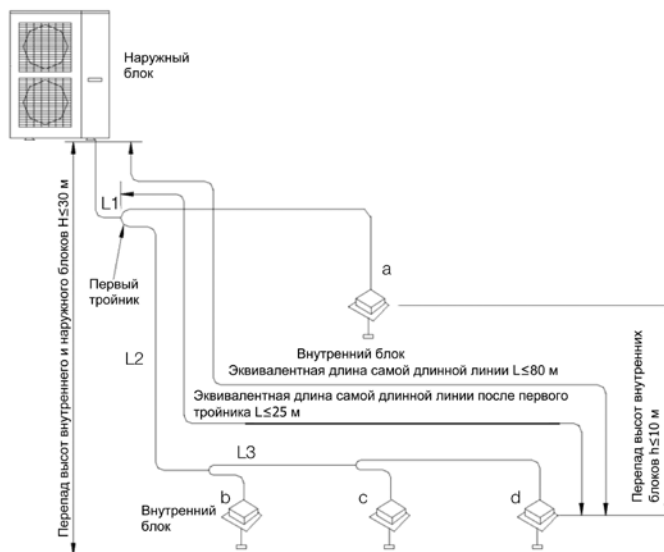 Наружный
блок
Перепад высот внутреннего и наружного блоков H≤30 м
L1
Первый
тройник
a
L2
Внутренний блок
Эквивалентная длина самой длинной линии L≤80 м
Эквивалентная длина самой длинной линии после первого
тройника L≤25 м
Перепад высот внутренних
блоков h≤10 м
L3
b
c
d
Внутренний
блок